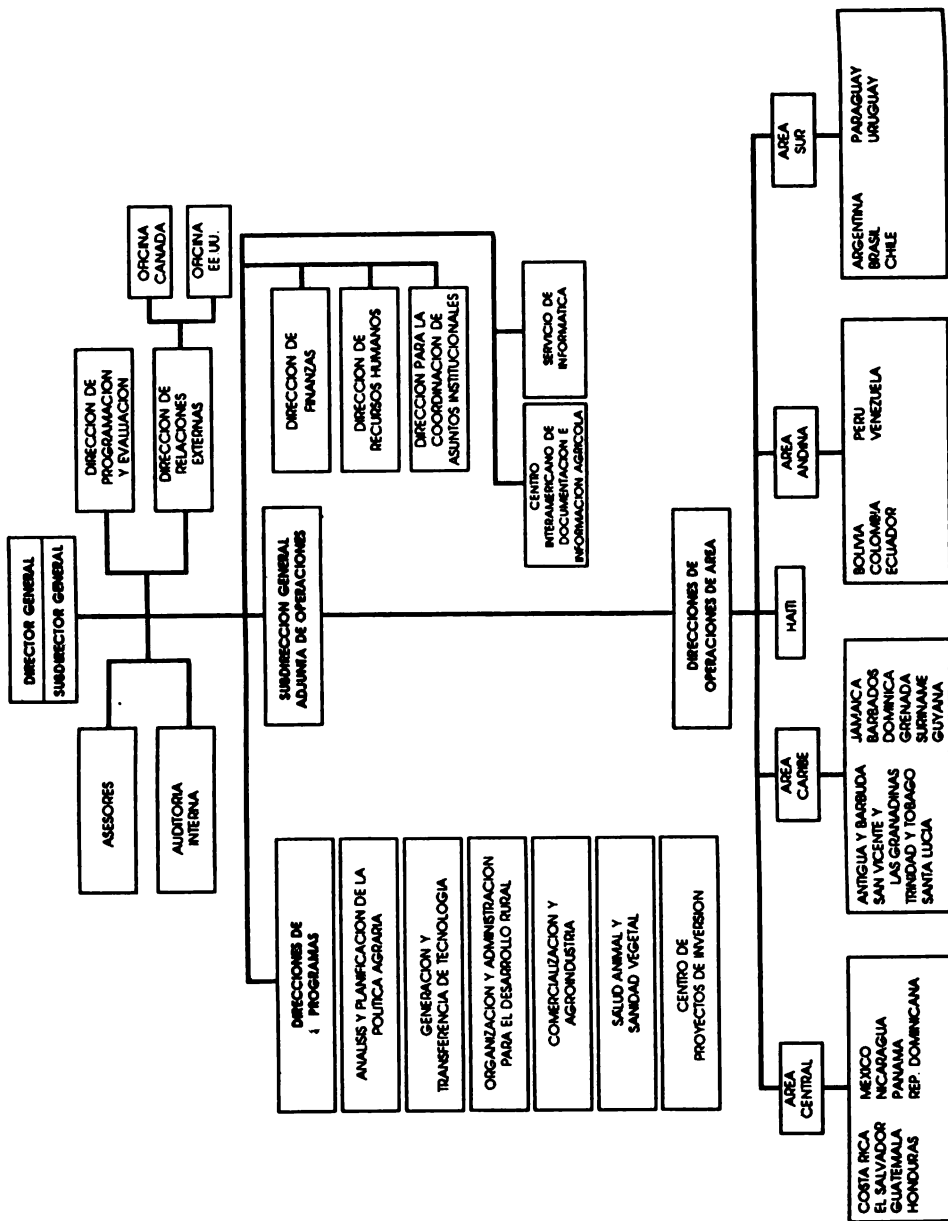 DIRECTOR GENERAL
SUBDIRECTOR GENERAL
ASESORES
AUDITORIA
INTERNA
DIRECCION DE
PROGRAMACION
Y EVALUACION
DIRECCION DE
RELACIONES
EXTERNAS
OFICINA
CANADA
OFICINA
EE.UU.
DIRECCIONES DE
PROGRAMAS
ANALISIS Y PLANIFICACION DE LA
POLITICA AGRARIA
GENERACION Y
TRANSFERENCIA DE TECNOLOGIA
ORGANIZACION Y ADMINISTRACION
PARA EL DESARROLLO RURAL
COMERCIALIZACION Y
AGROINDUSTRIA
SALUD ANIMAL Y
SANIDAD VEGETAL
CENTRO DE
PROYECTOS DE INVERSION
SUBDIRECCION GENERAL
ADJUNTA DE OPERACIONES
DIRECCION DE
FINANZAS
DIRECCION DE
RECURSOS HUMANOS
DIRECCION PARA LA
COORDINACION DE
ASUNTOS INSTITUCIONALES
CENTRO
INTERAMERICANO DE
DOCUMENTACION E
INFORMACION AGRICOLA
SERVICIO DE
INFORMATICA
DIRECCIONES DE
OPERACIONES DE AREA
AREA
CENTRAL
COSTA RICA
EL SALVADOR
GUATEMALA
HONDURAS
MEXICO
NICARAGUA
PANAMA
REP. DOMINICANA
AREA
CARIBE
ANTIGUA Y BARBUDA
SAN VICENTE Y
LAS GRANADINAS
TRINIDAD Y TOBAGO
SANTA LUCIA
JAMAICA
BARBADOS
DOMINICA
GRENADA
SURINAME
GUYANA
HAITI
AREA
ANDINA
BOLIVIA
COLOMBIA
ECUADOR
PERU
VENEZUELA
AREA
SUR
ARGENTINA
BRASIL
CHILE
PARAGUAY
URUGUAY